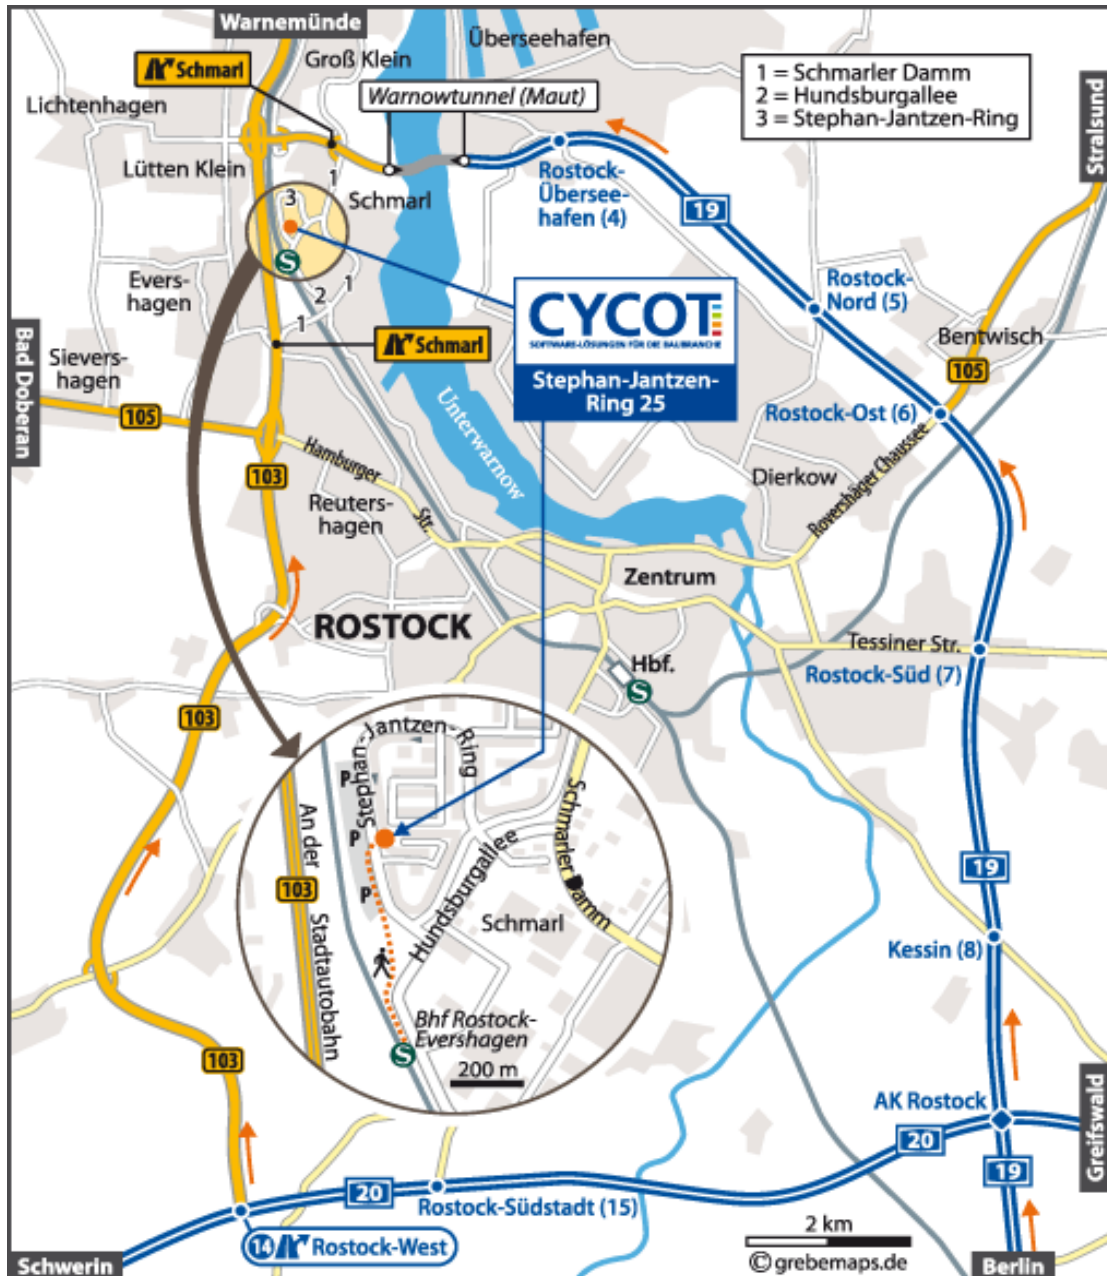 Warnemünde
Überseehafen
Groß Klein
Schmarl
1 = Schmarler Damm
2 = Hundsburgallee
3 = Stephan-Jantzen-Ring
Stralsund
Lichtenhagen
Warnowtunnel (Maut)
Lütten Klein
Rostock-
Übersee-
hafen (4)
19
1
3
Schmarl
S
Evers-
hagen
2
1
1
CYCOT
SOFTWARE-LÖSUNGEN FÜR DIE BAUBRANCHE
Stephan-Jantzen-
Ring 25
Rostock-
Nord (5)
Bentwisch
Bad Doberan
Sievers-
hagen
Schmarl
105
105
Unterwarnow
Rostock-Ost (6)
Hamburger
Str.
103
Reuters-
hagen
Dierkow
Rovershäger Chaussee
Zentrum
ROSTOCK
Hbf.
S
Tessiner Str.
Rostock-Süd (7)
103
Stephan-Jantzen-Ring
P
P
P
An der
Stadtautobahn
103
Hundsburgallee
Schmarler Damm
Schmarl
Bhf Rostock-
Evershagen
S
200 m
19
Kessin (8)
103
AK Rostock
Greifswald
20
19
20
Rostock-Südstadt (15)
14 Rostock-West
2 km
© grebemaps.de
Schwerin
Berlin